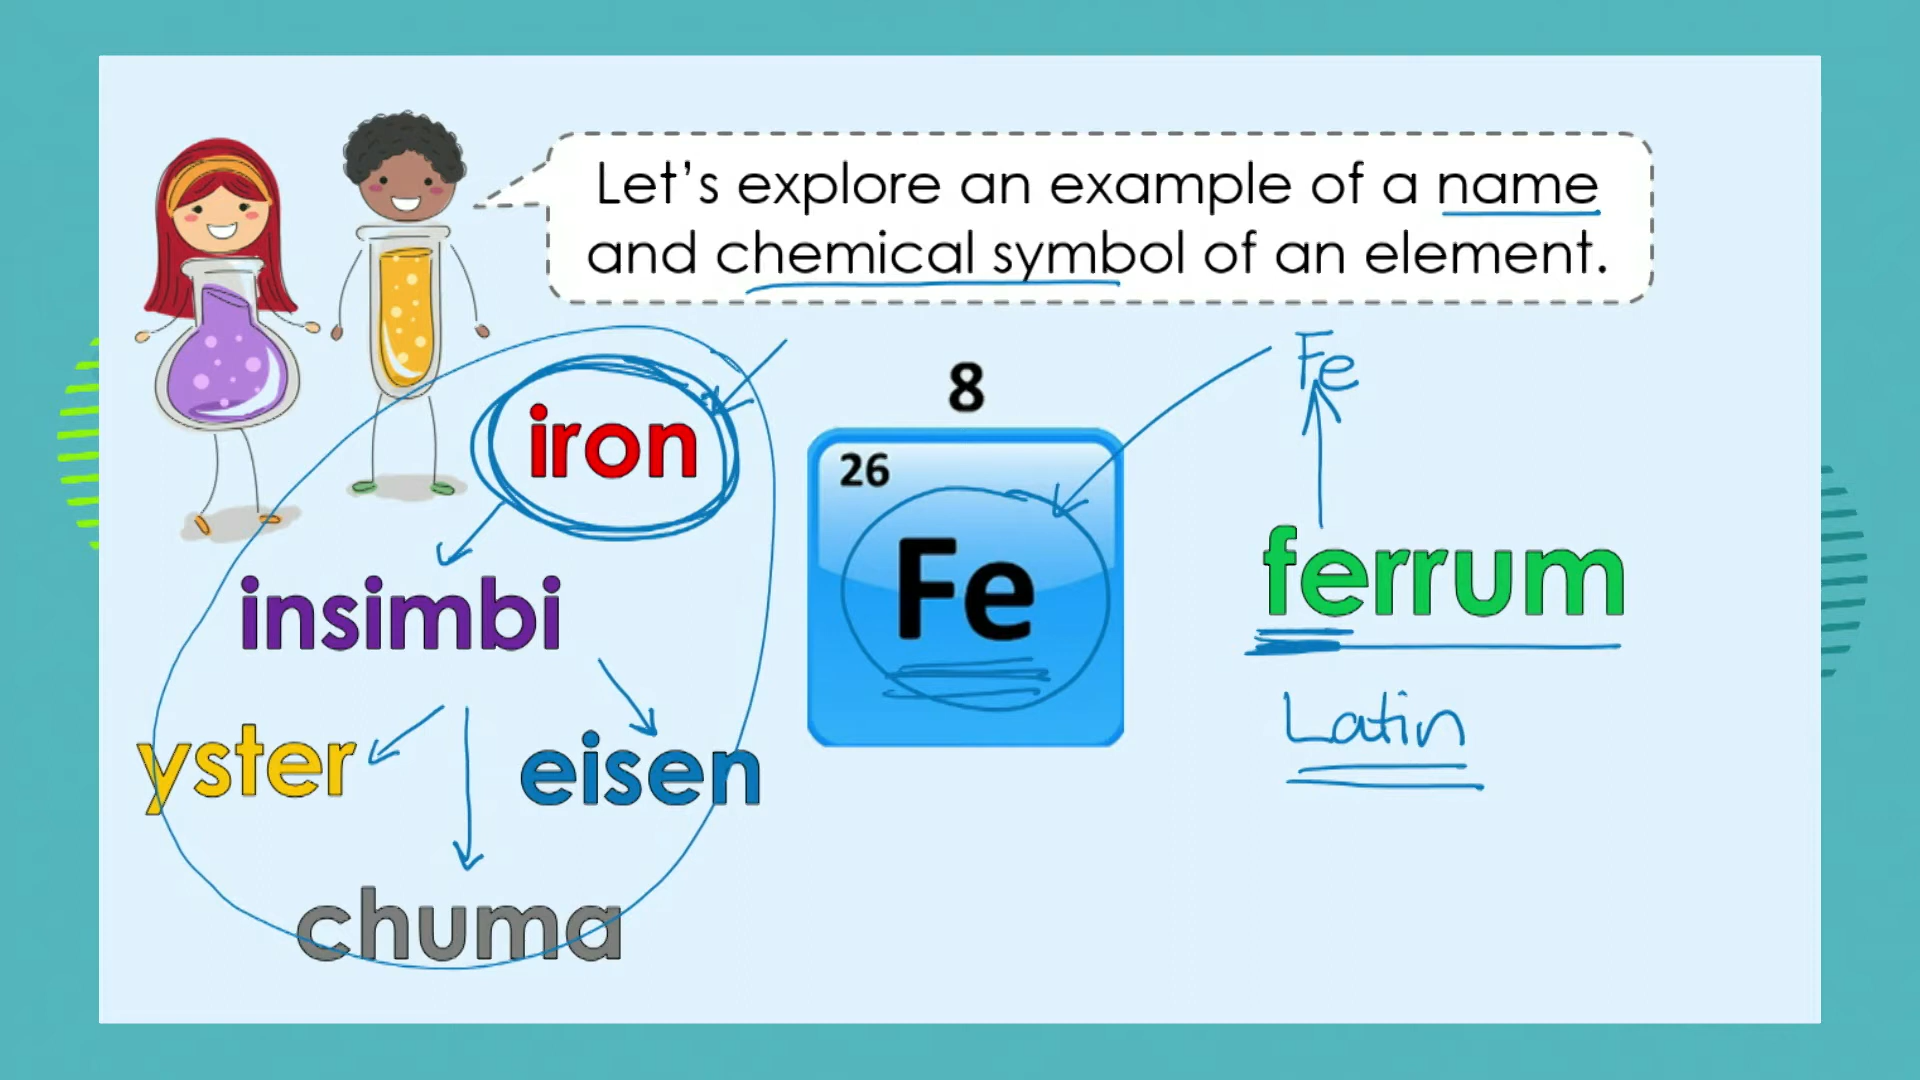 Let's explore an example of a name
and chemical symbol of an element.
iron
insimbi
yster
eisen
chuma
8
26
Fe
Fe
ferrum
Latin